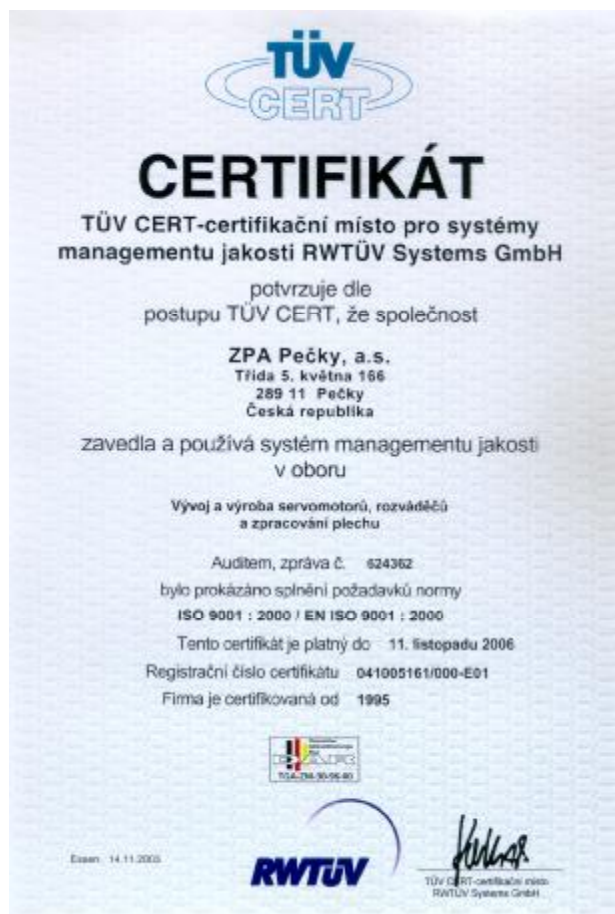 TÜV
CERT
CERTIFIKÁT
TÜV CERT-certifikační místo pro systémy
managementu jakosti RWTÜV Systems GmbH
potvrzuje dle
postupu TÜV CERT, že společnost
ZPA Pečky, a.s.
Třída 5. května 166
289 11 Pečky
Česká republika
zavedla a používá systém managementu jakosti
v oboru
Vývoj a výroba servomotorů, rozváděčů
a zpracování plechu
Auditem, zpráva č. 624362
bylo prokázáno splnění požadavků normy
ISO 9001 : 2000 / EN ISO 9001 : 2000
Tento certifikát je platný do 11. listopadu 2006
Registrační číslo certifikátu 041005161/000-E01
Firma je certifikovaná od 1995
DAR
Essen, 14.11.2003
RWTÜV
TÜV CERT-certifikační místo
RWTÜV Systems GmbH